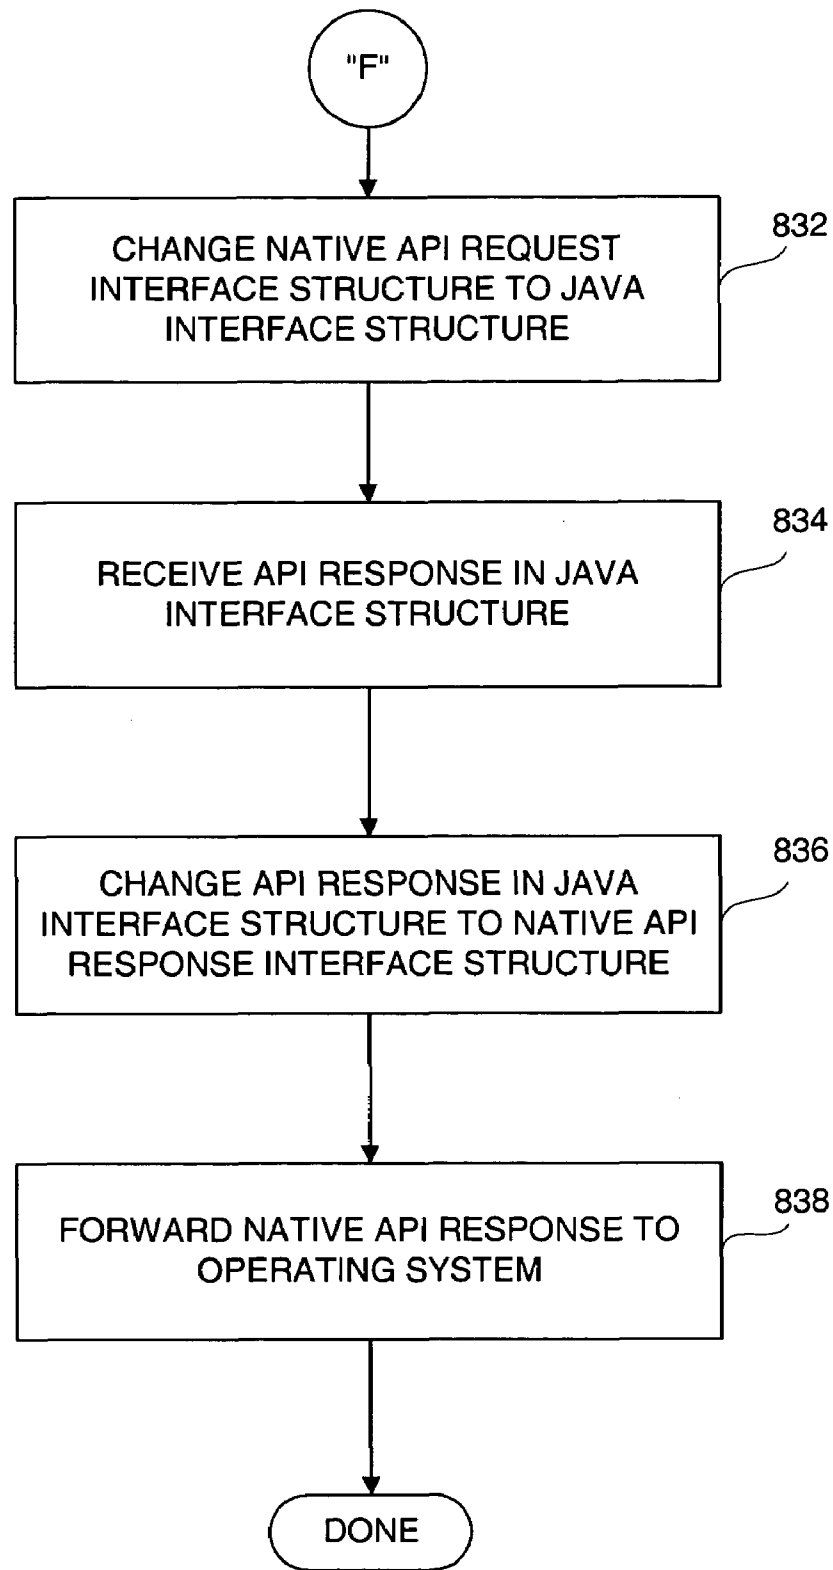 "F"
CHANGE NATIVE API REQUEST
INTERFACE STRUCTURE TO JAVA
INTERFACE STRUCTURE
832
RECEIVE API RESPONSE IN JAVA
INTERFACE STRUCTURE
834
CHANGE API RESPONSE IN JAVA
INTERFACE STRUCTURE TO NATIVE API
RESPONSE INTERFACE STRUCTURE
836
FORWARD NATIVE API RESPONSE TO
OPERATING SYSTEM
838
DONE